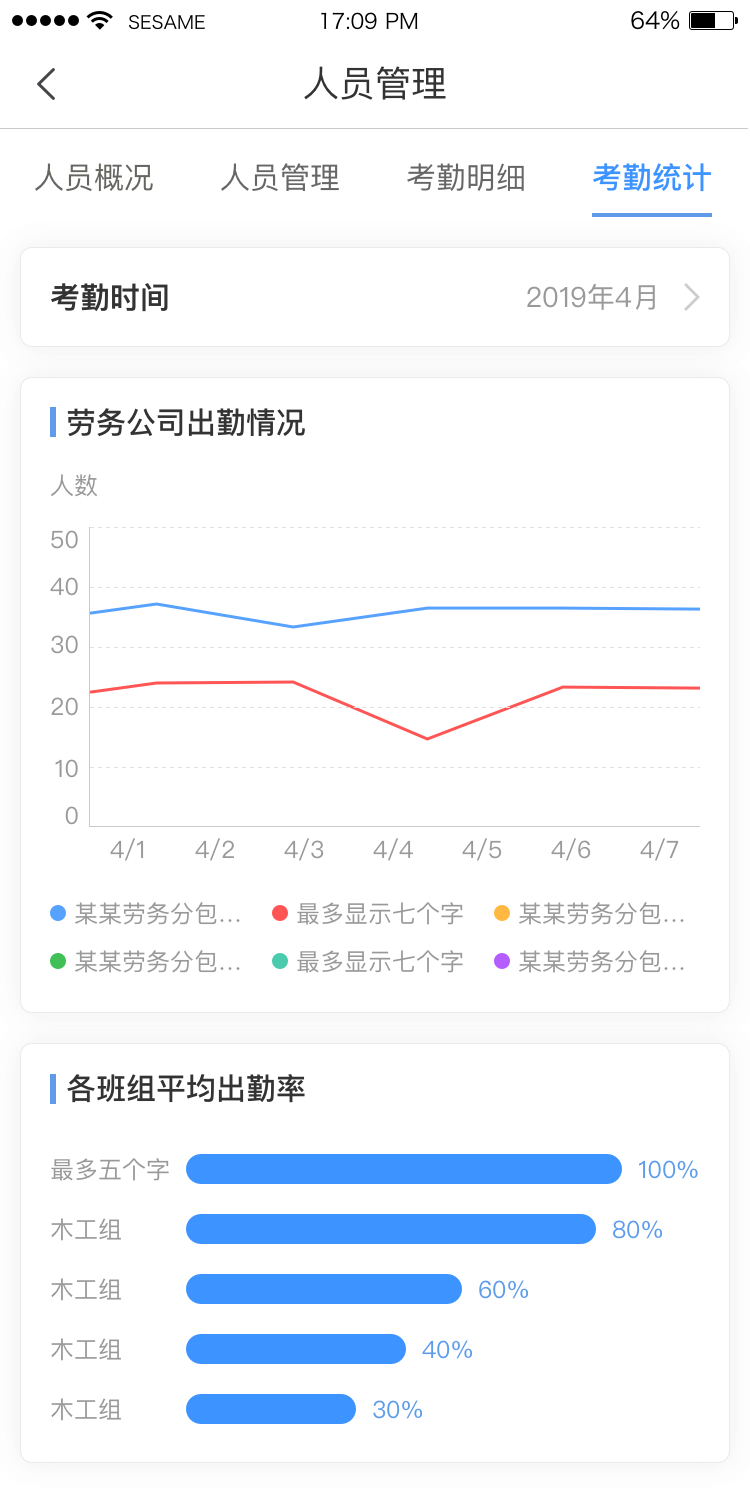 SESAME 17:09 PM 64%
人员管理
人员概况 人员管理 考勤明细 考勤统计
考勤时间 2019年4月
劳务公司出勤情况
人数
50
40
30
20
10
0
4/1 4/2 4/3 4/4 4/5 4/6 4/7
某某劳务分包... 最多显示七个字 某某劳务分包...
某某劳务分包... 最多显示七个字 某某劳务分包...
各班组平均出勤率
最多五个字 100%
木工组 80%
木工组 60%
木工组 40%
木工组 30%